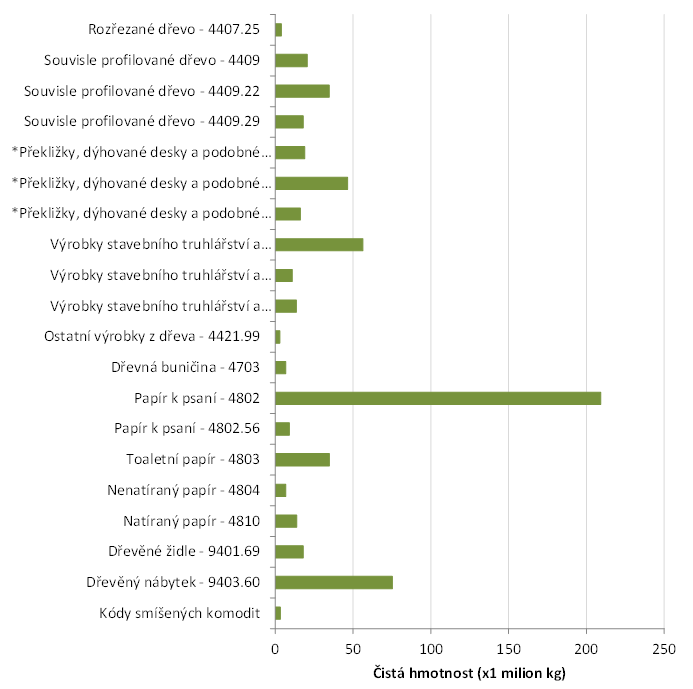 Rozřezané dřevo - 4407.25
Souvisle profilované dřevo - 4409
Souvisle profilované dřevo - 4409.22
Souvisle profilované dřevo - 4409.29
*Překližky, dýhované desky a podobné...
*Překližky, dýhované desky a podobné...
*Překližky, dýhované desky a podobné...
Výrobky stavebního truhlářství a...
Výrobky stavebního truhlářství a...
Výrobky stavebního truhlářství a...
Ostatní výrobky z dřeva - 4421.99
Dřevná buničina - 4703
Papír k psaní - 4802
Papír k psaní - 4802.56
Toaletní papír - 4803
Nenatíraný papír - 4804
Natíraný papír - 4810
Dřevěné židle - 9401.69
Dřevěný nábytek - 9403.60
Kódy smíšených komodit
0 50 100 150 200 250
Čistá hmotnost (x1 milion kg)